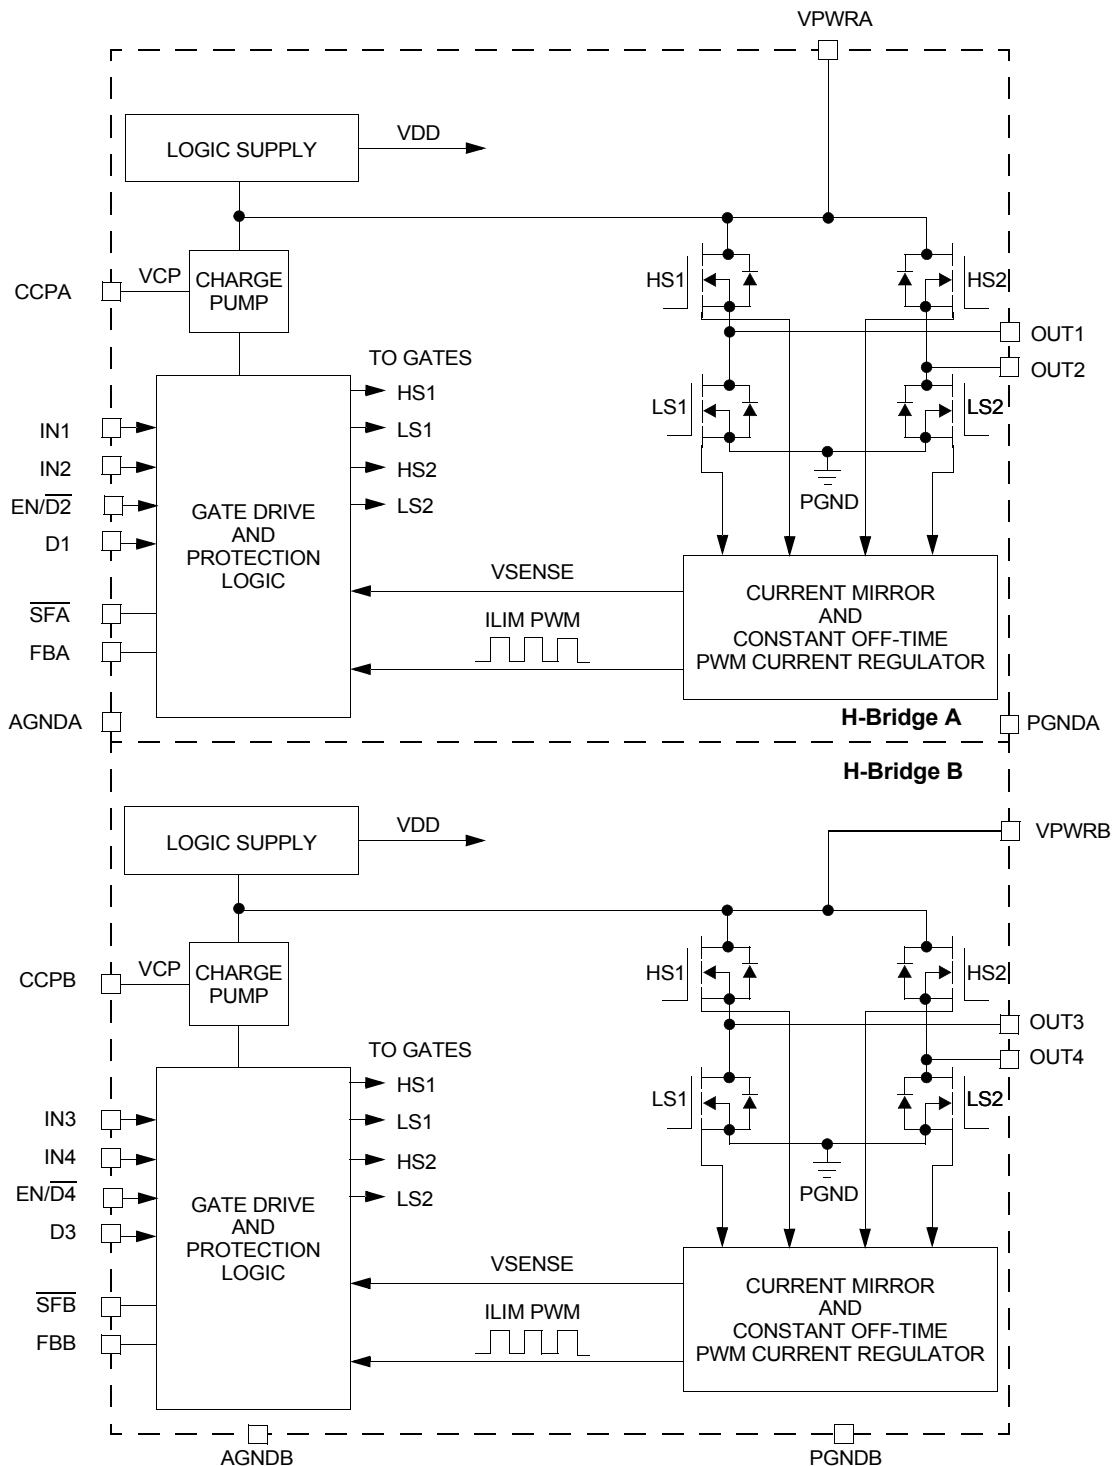 VPWRA
LOGIC SUPPLY
VDD
CCPA
VCP
CHARGE
PUMP
HS1
HS2
OUT1
OUT2
TO GATES
HS1
LS1
HS2
LS2
LS1
LS2
PGND
IN1
IN2
EN/D̅2̅
D1
S̅F̅A̅
FBA
AGNDA
GATE DRIVE
AND
PROTECTION
LOGIC
VSENSE
ILIM PWM
CURRENT MIRROR
AND
CONSTANT OFF-TIME
PWM CURRENT REGULATOR
H-Bridge A
PGNDA
H-Bridge B
LOGIC SUPPLY
VDD
VPWRB
CCPB
VCP
CHARGE
PUMP
HS1
HS2
OUT3
OUT4
TO GATES
HS1
LS1
HS2
LS2
LS1
LS2
PGND
IN3
IN4
EN/D̅4̅
D3
S̅F̅B̅
FBB
GATE DRIVE
AND
PROTECTION
LOGIC
VSENSE
ILIM PWM
CURRENT MIRROR
AND
CONSTANT OFF-TIME
PWM CURRENT REGULATOR
AGNDB
PGNDB